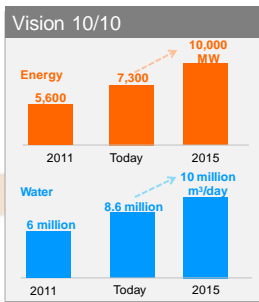 Vision 10/10
10,000
MW
Energy
7,300
5,600
2011 Today 2015
Water
10 million
m³/day
8.6 million
6 million
2011 Today 2015